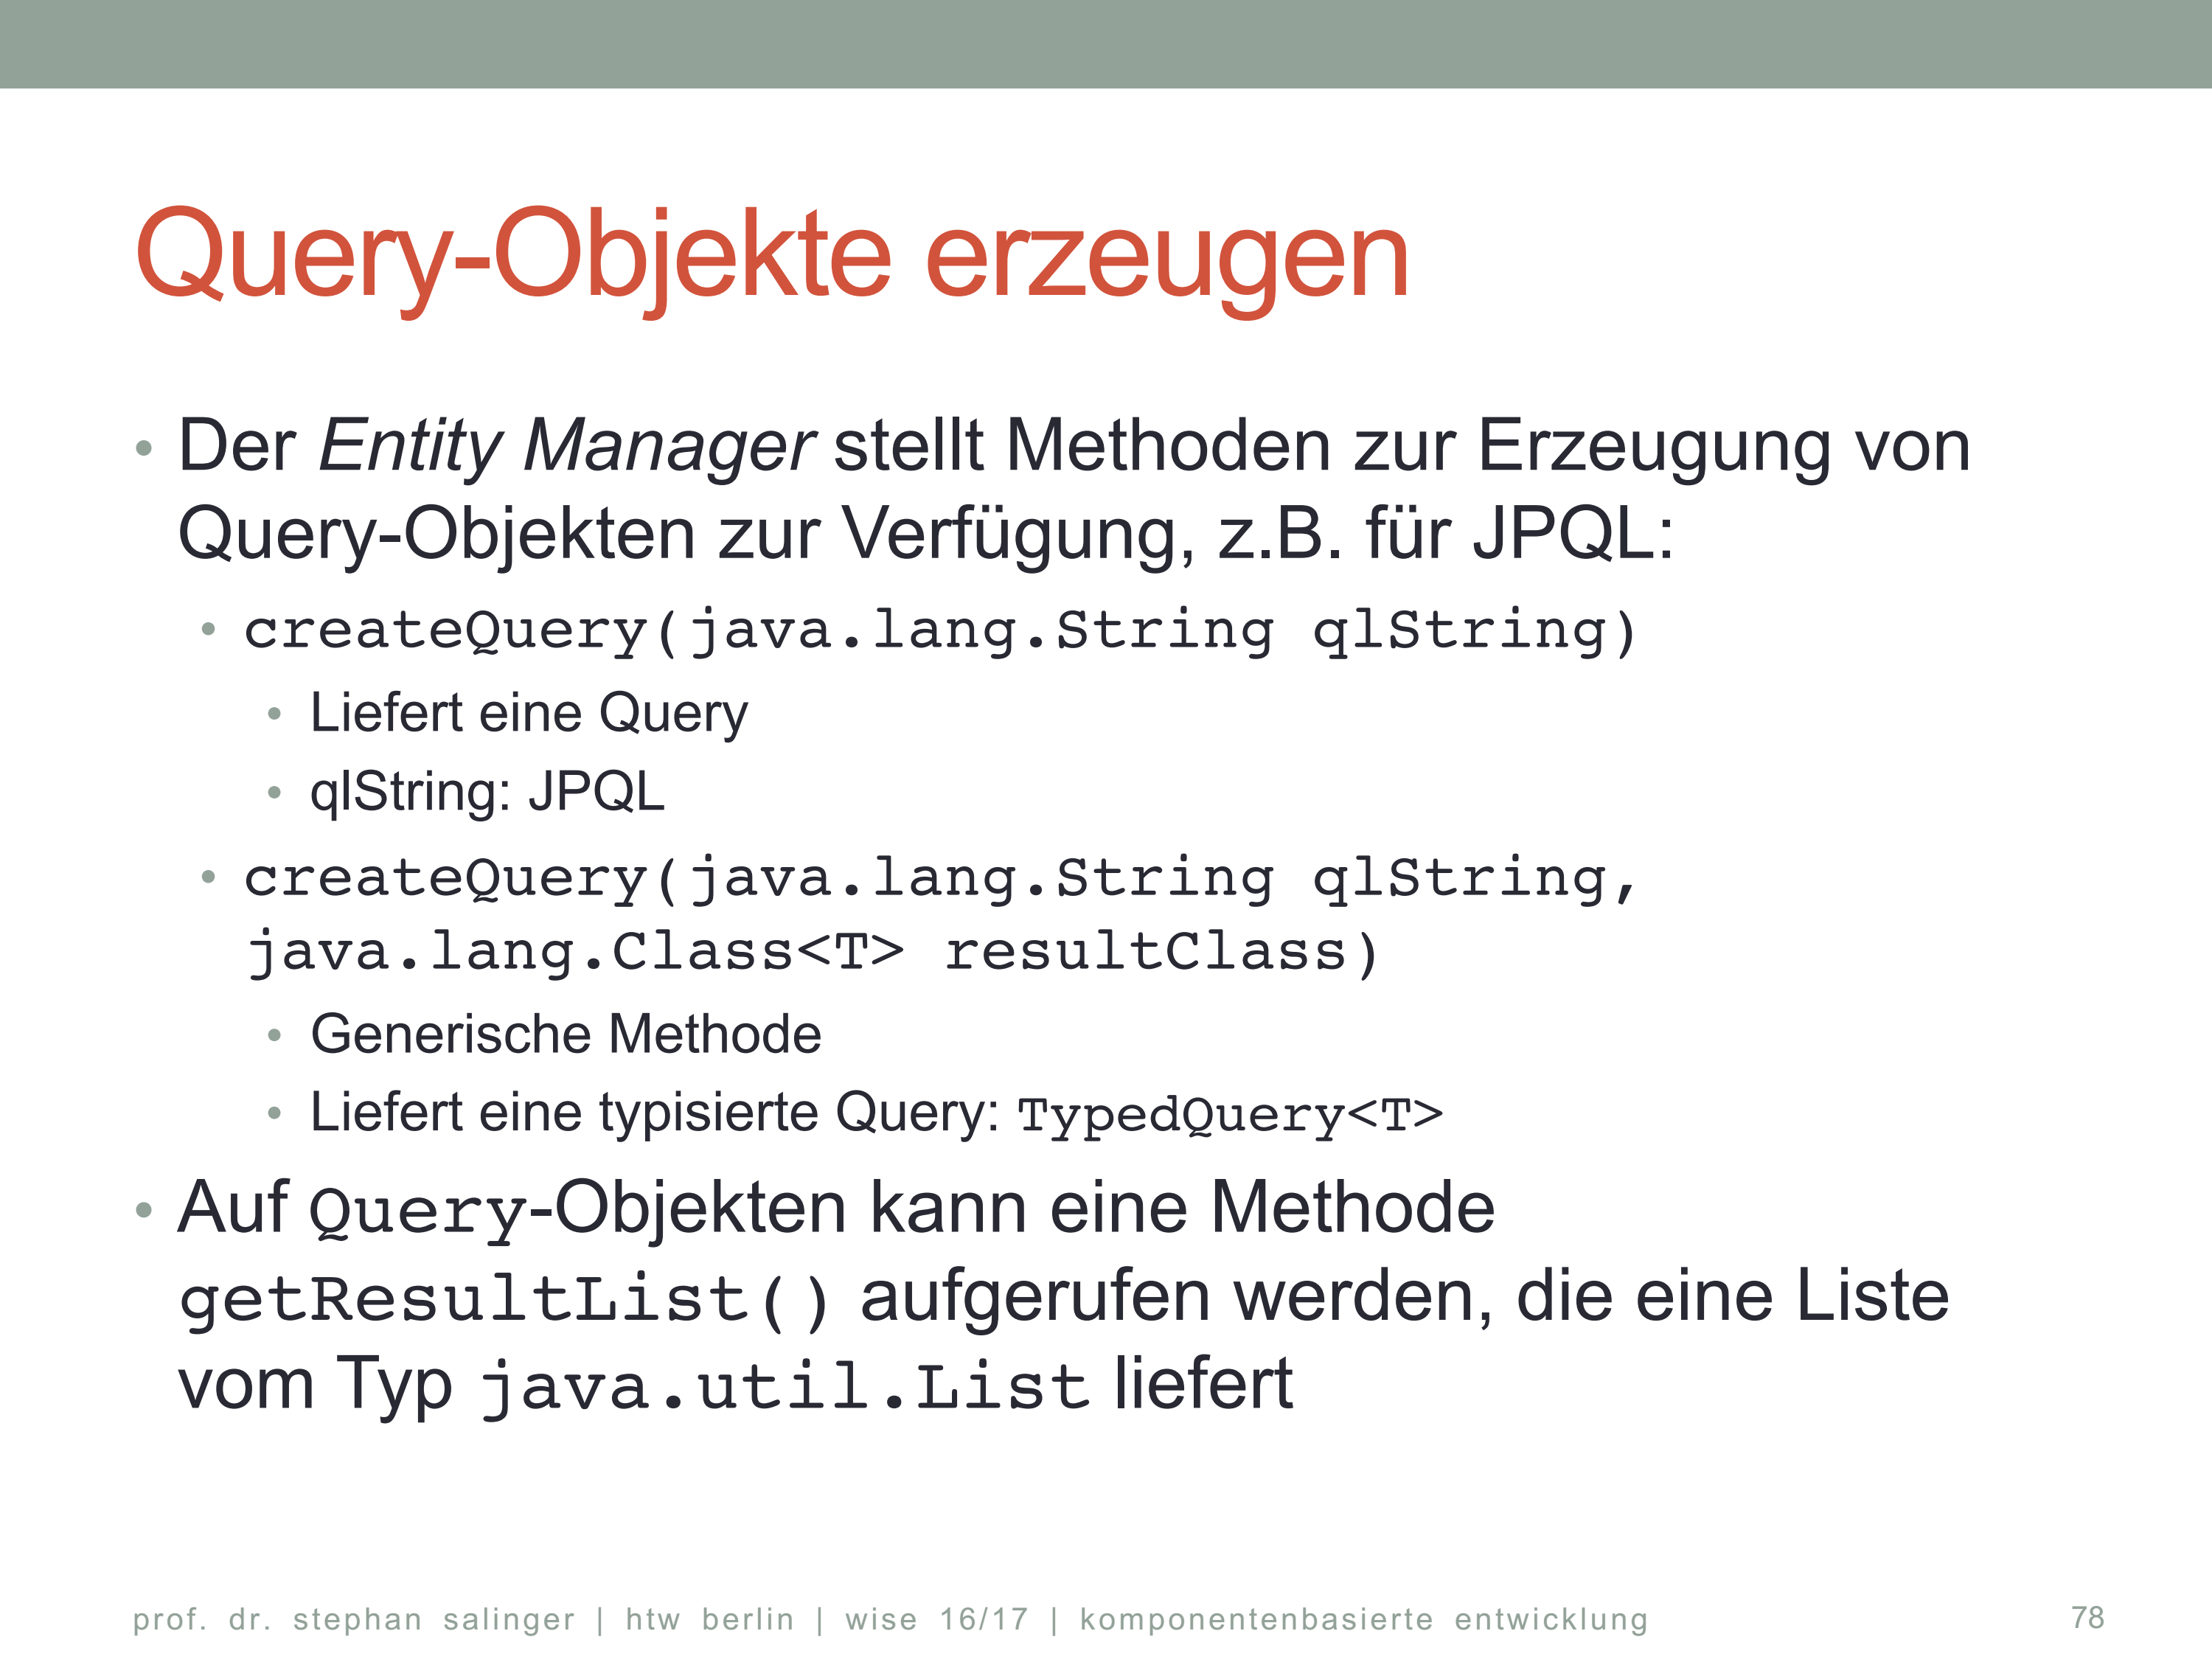 Query-Objekte erzeugen
• Der Entity Manager stellt Methoden zur Erzeugung von
Query-Objekten zur Verfügung, z.B. für JPQL:
• createQuery(java.lang.String qlString)
• Liefert eine Query
• qlString: JPQL
• createQuery(java.lang.String qlString,
java.lang.Class<T> resultClass)
• Generische Methode
• Liefert eine typisierte Query: TypedQuery<T>
• Auf Query-Objekten kann eine Methode
getResultList() aufgerufen werden, die eine Liste
vom Typ java.util.List liefert
prof. dr. stephan salinger | htw berlin | wise 16/17 | komponentenbasierte entwicklung 78